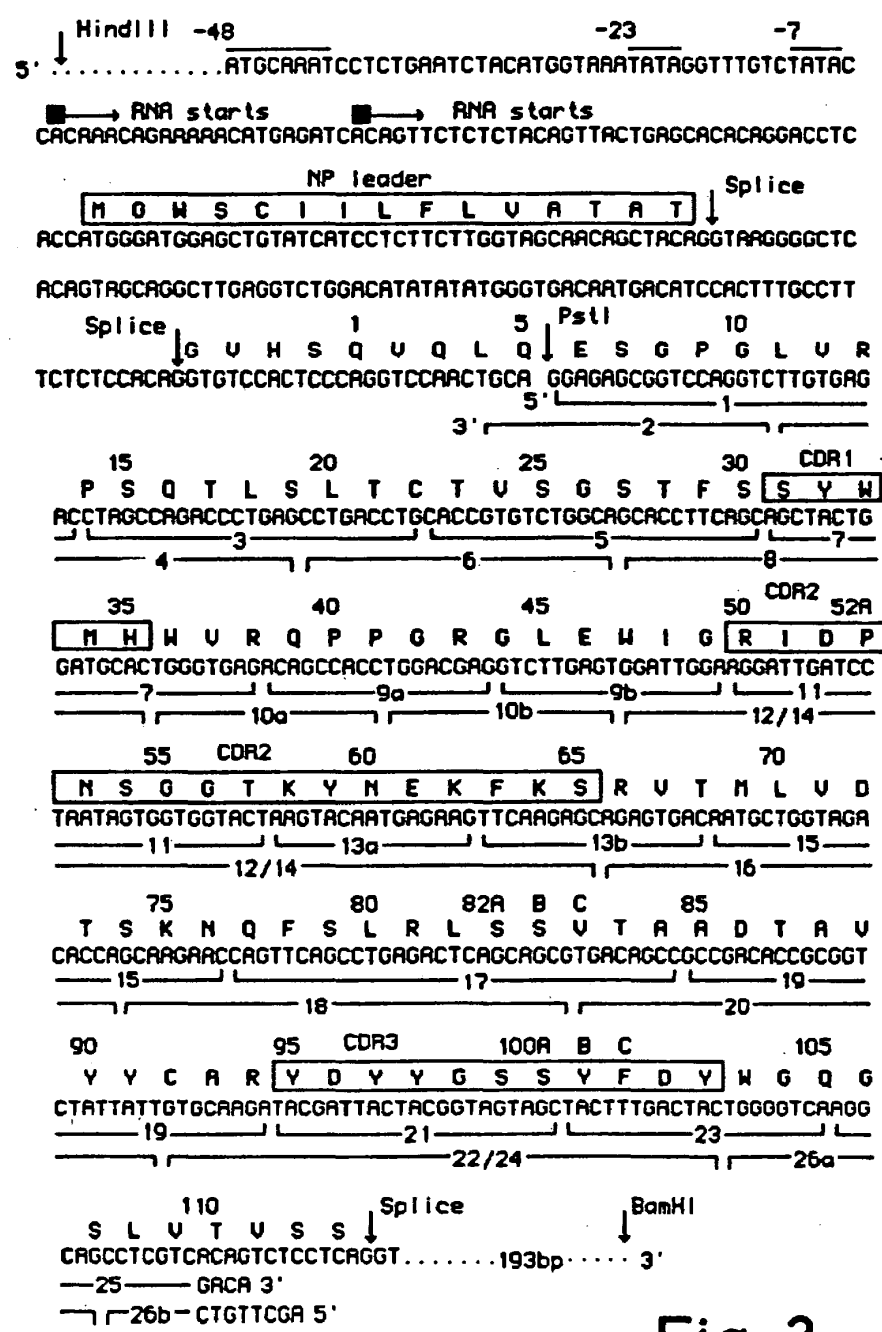 HindIII -48 -23 -7
5' .............ATGCAAATCCTCTGAATCTACATGGTAAATATAGGTTTGTCTATAC
RNA starts RNA starts
CACAAACAGAAAAACATGAGATCACAGTTCTCTCTACAGTTACTGAGCACACAGGACCTC
NP leader Splice
M G W S C I I L F L V A T A T
ACCATGGGATGGAGCTGTATCATCCTCTTCTTGGTAGCAACAGCTACAGGTAAGGGGCTC
ACAGTAGCAGGCTTGAGGTCTGGACATATATATGGGTGACAATGACATCCACTTTGCCTT
Splice 1 5 PstI 10
G V H S Q V Q L Q E S G P G L V R
TCTCTCCACAGGTGTCCACTCCCAGGTCCAACTGCA GGAGAGCGGTCCAGGTCTTGTGAG
5' 1
3' 2
15 20 25 30 CDR1
P S Q T L S L T C T V S G S T F S S Y W
ACCTAGCCAGACCCTGAGCCTGACCTGCACCGTGTCTGGCAGCACCTTCAGCAGCTACTG
3 5 7
4 6 8
35 40 45 50 CDR2 52A
M H W V R Q P P G R G L E W I G R I D P
GATGCACTGGGTGAGACAGCCACCTGGACGAGGTCTTGAGTGGATTGGAAGGATTGATCC
7 9a 9b 11
10a 10b 12/14
55 CDR2 60 65 70
N S G G T K Y N E K F K S R V T M L V D
TAATAGTGGTGGTACTAAGTACAATGAGAAGTTCAAGAGCAGAGTGACAATGCTGGTAGA
11 13a 13b 15
12/14 16
75 80 82A B C 85
T S K N Q F S L R L S S V T A A D T A V
CACCAGCAAGAACCAGTTCAGCCTGAGACTCAGCAGCGTGACAGCCGCCGACACCGCGGT
15 17 19
18 20
90 95 CDR3 100A B C 105
Y Y C A R Y D Y Y G S S Y F D Y W G Q G
CTATTATTGTGCAAGATACGATTACTACGGTAGTAGCTACTTTGACTACTGGGGTCAAGG
19 21 23
22/24 26a
110 Splice BamHI
S L V T V S S
CAGCCTCGTCACAGTCTCCTCAGGT.......193bp..... 3'
25 GACA 3'
26b CTGTTCGA 5'